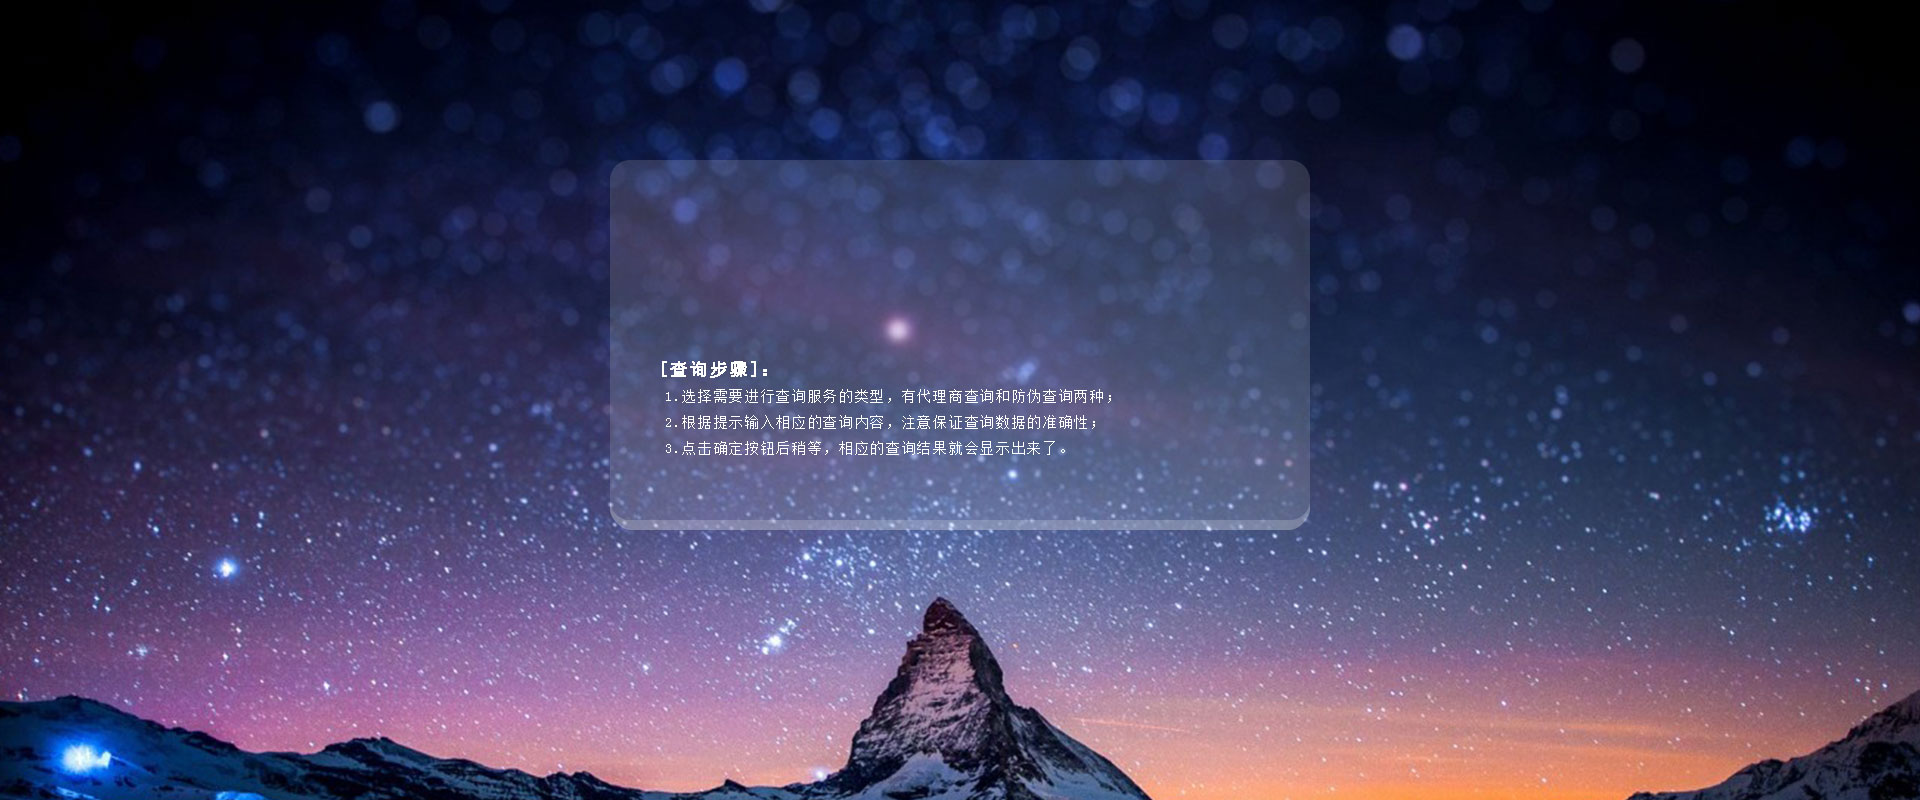 [查询步骤]:
1.选择需要进行查询服务的类型，有代理商查询和防伪查询两种；
2.根据提示输入相应的查询内容，注意保证查询数据的准确性；
3.点击确定按钮后稍等，相应的查询结果就会显示出来了。